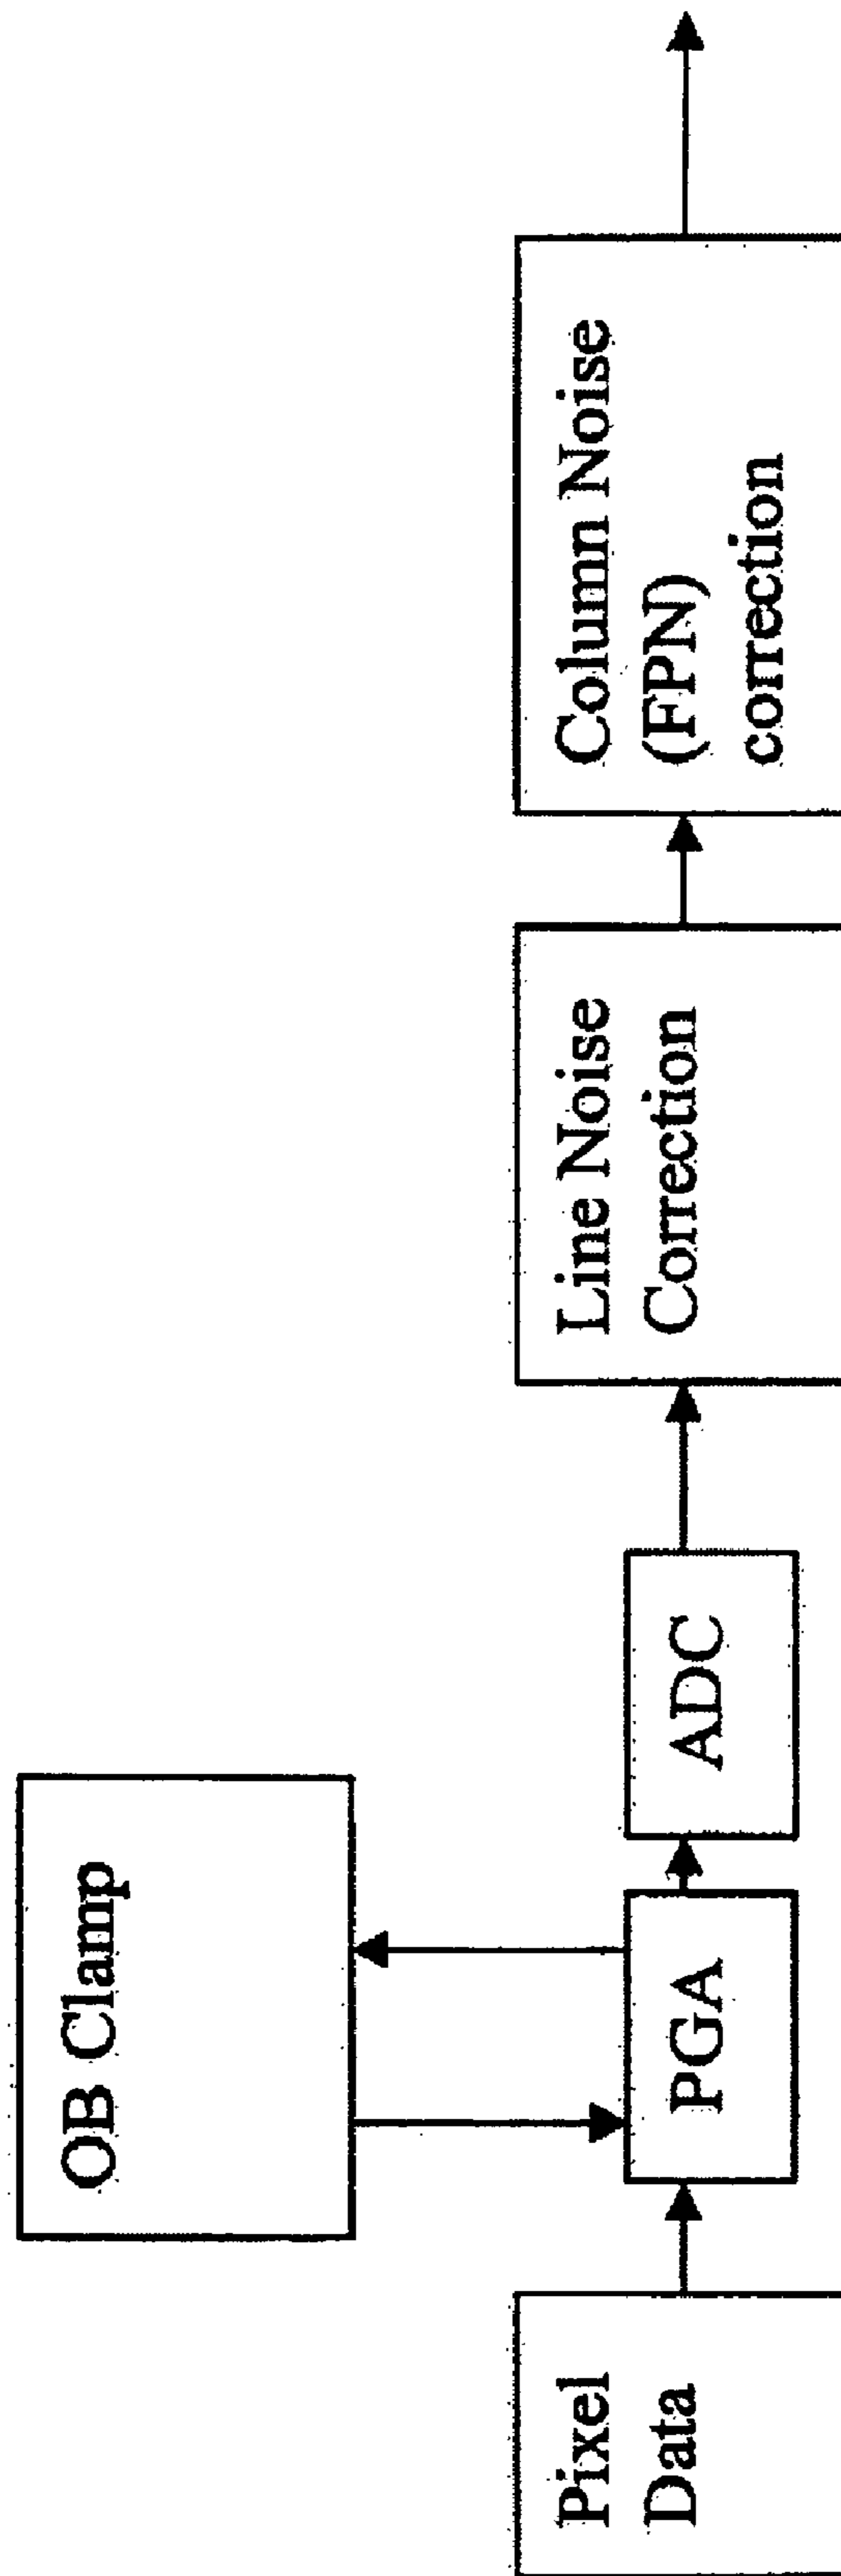 OB Clamp
Pixel
Data
PGA
ADC
Line Noise
Correction
Column Noise
(FPN)
correction